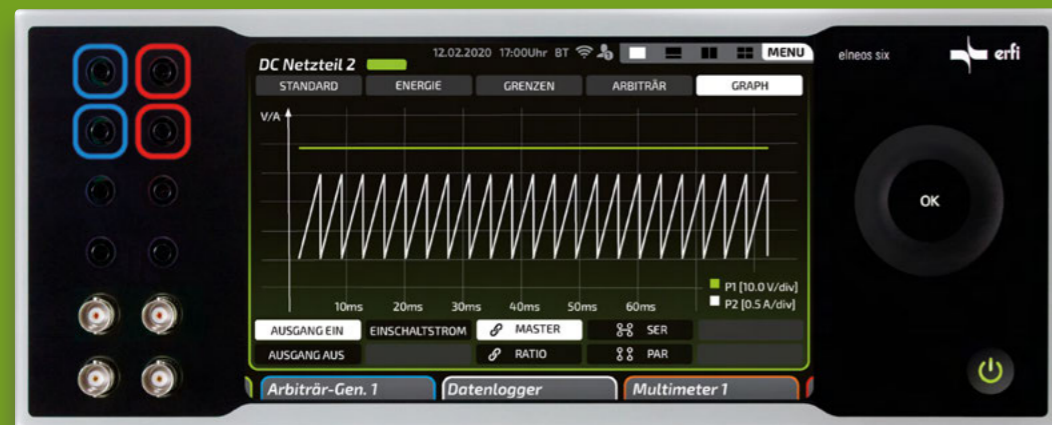 12.02.2020 17:00Uhr BT MENU
DC Netzteil 2
STANDARD ENERGIE GRENZEN ARBITRÄR GRAPH
V/A
P1 [10.0 V/div]
P2 [0.5 A/div]
10ms 20ms 30ms 40ms 50ms 60ms
AUSGANG EIN EINSCHALTSTROM MASTER SER
AUSGANG AUS RATIO PAR
Arbiträr-Gen. 1 Datenlogger Multimeter 1
elneos six erfi
OK